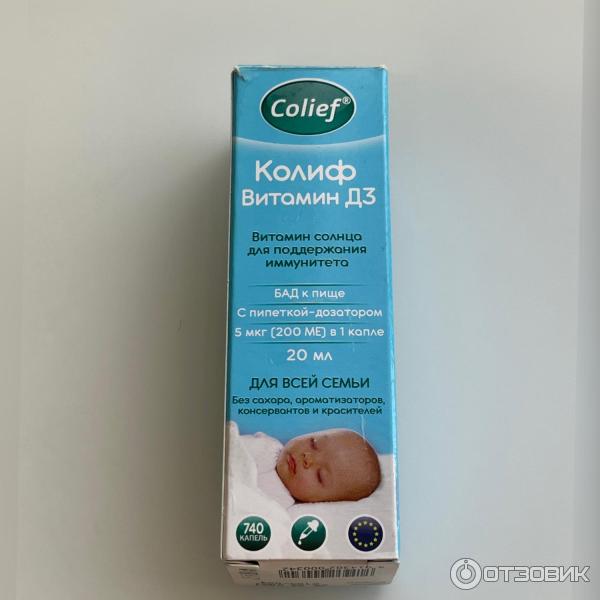 Colief®
Колиф
Витамин Д3
Витамин солнца
для поддержания
иммунитета
БАД к пище
С пипеткой-дозатором
5 мкг (200 МЕ) в 1 капле
20 мл
ДЛЯ ВСЕЙ СЕМЬИ
Без сахара, ароматизаторов,
консервантов и красителей
740
КАПЕЛЬ
ОТЗОВИК